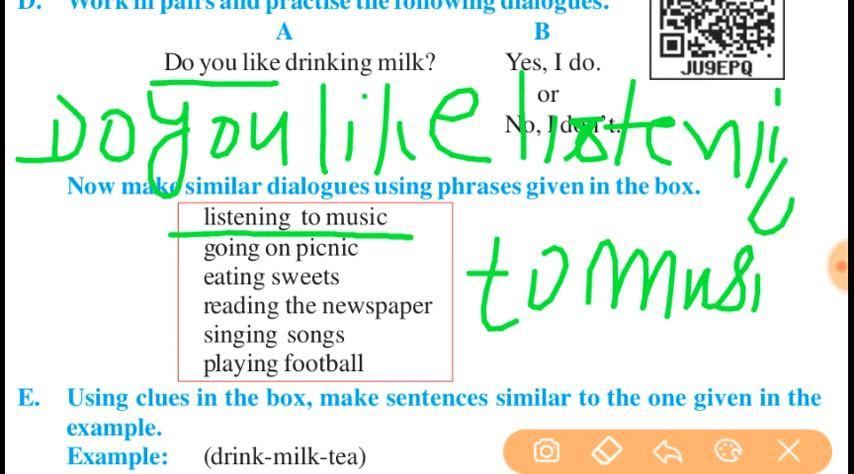 D. Work in pairs and practise the following dialogues.
A B
Do you like drinking milk? Yes, I do.
or
No, I don't.
JU9EPQ
Do you like listenig
to musi
Now make similar dialogues using phrases given in the box.
listening to music
going on picnic
eating sweets
reading the newspaper
singing songs
playing football
E. Using clues in the box, make sentences similar to the one given in the
example.
Example: (drink-milk-tea)